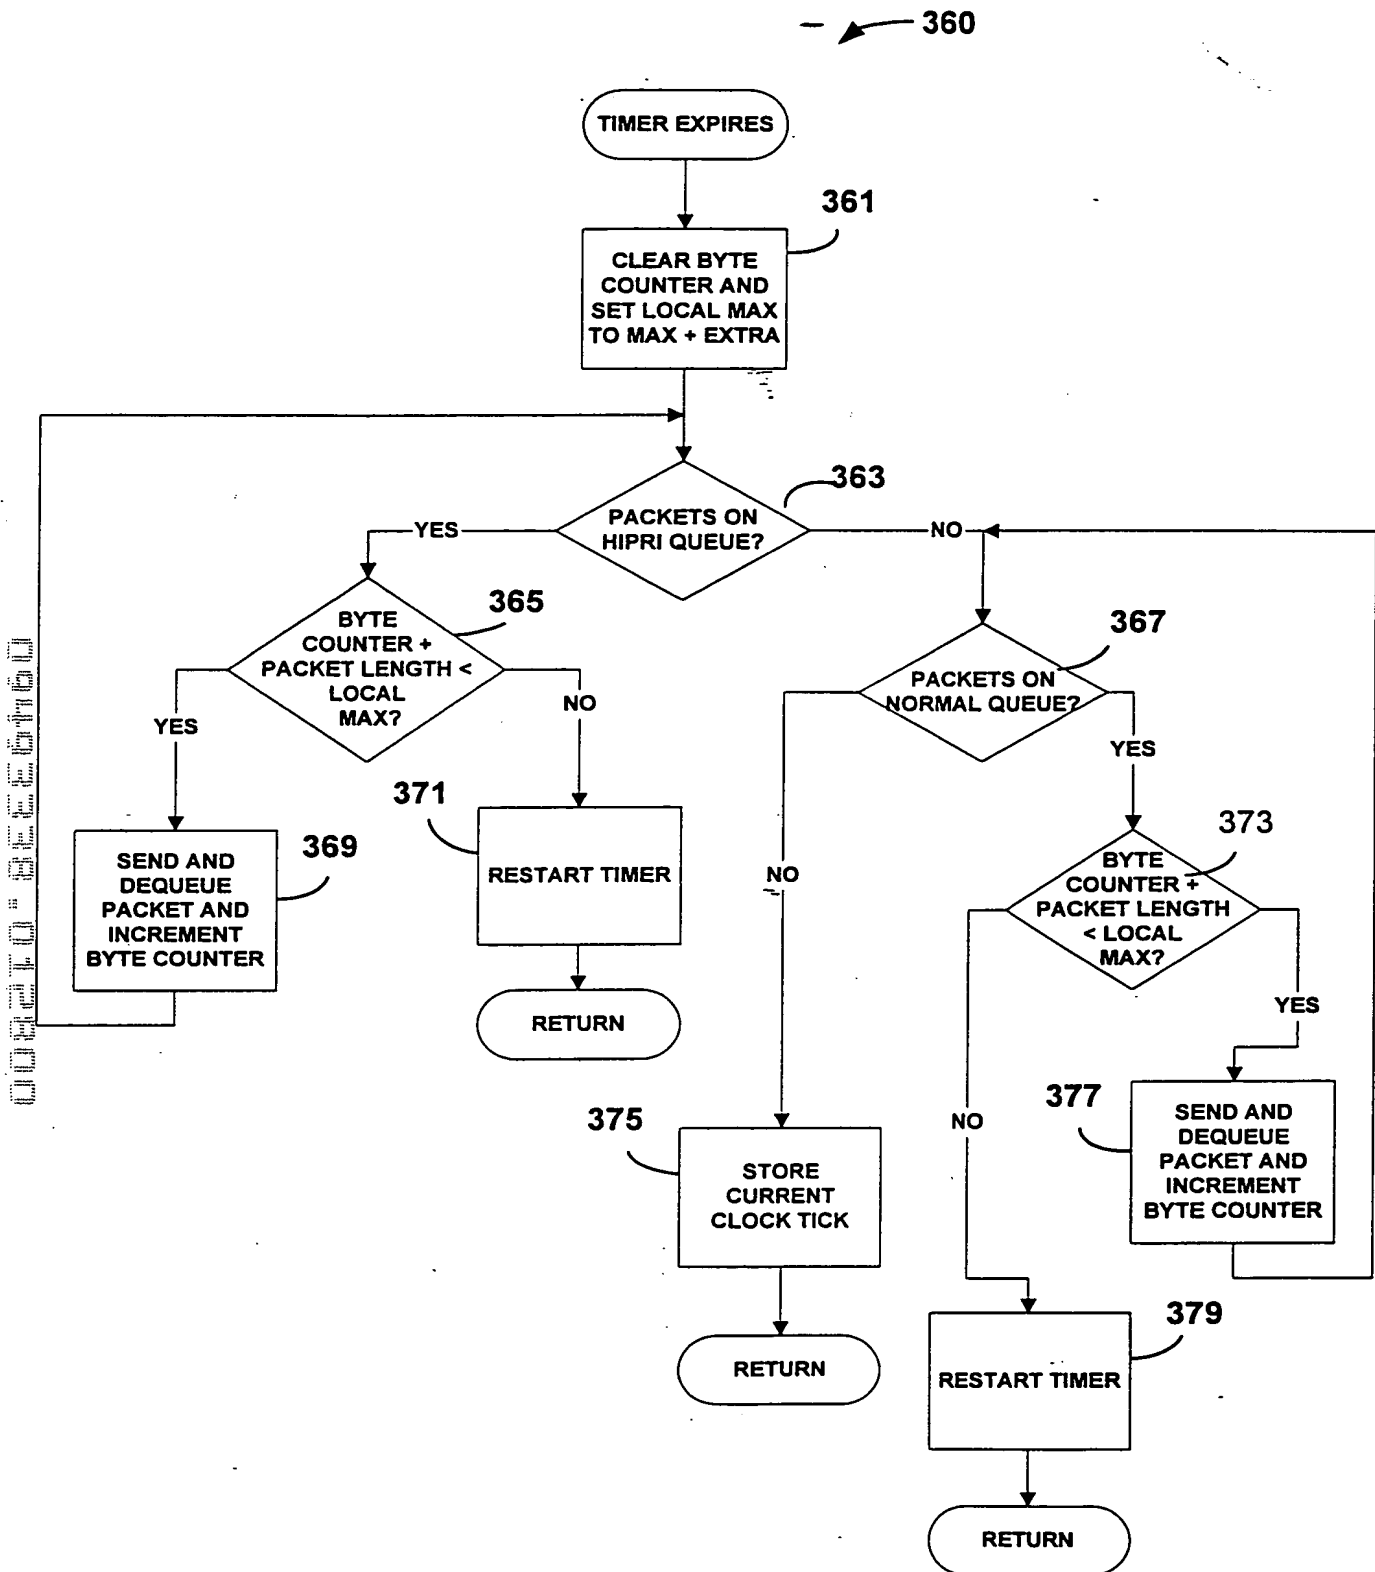 360
TIMER EXPIRES
361
CLEAR BYTE
COUNTER AND
SET LOCAL MAX
TO MAX + EXTRA
363
PACKETS ON
HIPRI QUEUE?
YES
NO
365
BYTE
COUNTER +
PACKET LENGTH <
LOCAL
MAX?
367
PACKETS ON
NORMAL QUEUE?
YES
NO
YES
NO
371
RESTART TIMER
369
SEND AND
DEQUEUE
PACKET AND
INCREMENT
BYTE COUNTER
373
BYTE
COUNTER +
PACKET LENGTH
< LOCAL
MAX?
RETURN
YES
NO
375
STORE
CURRENT
CLOCK TICK
377
SEND AND
DEQUEUE
PACKET AND
INCREMENT
BYTE COUNTER
RETURN
379
RESTART TIMER
RETURN
09493338.012800